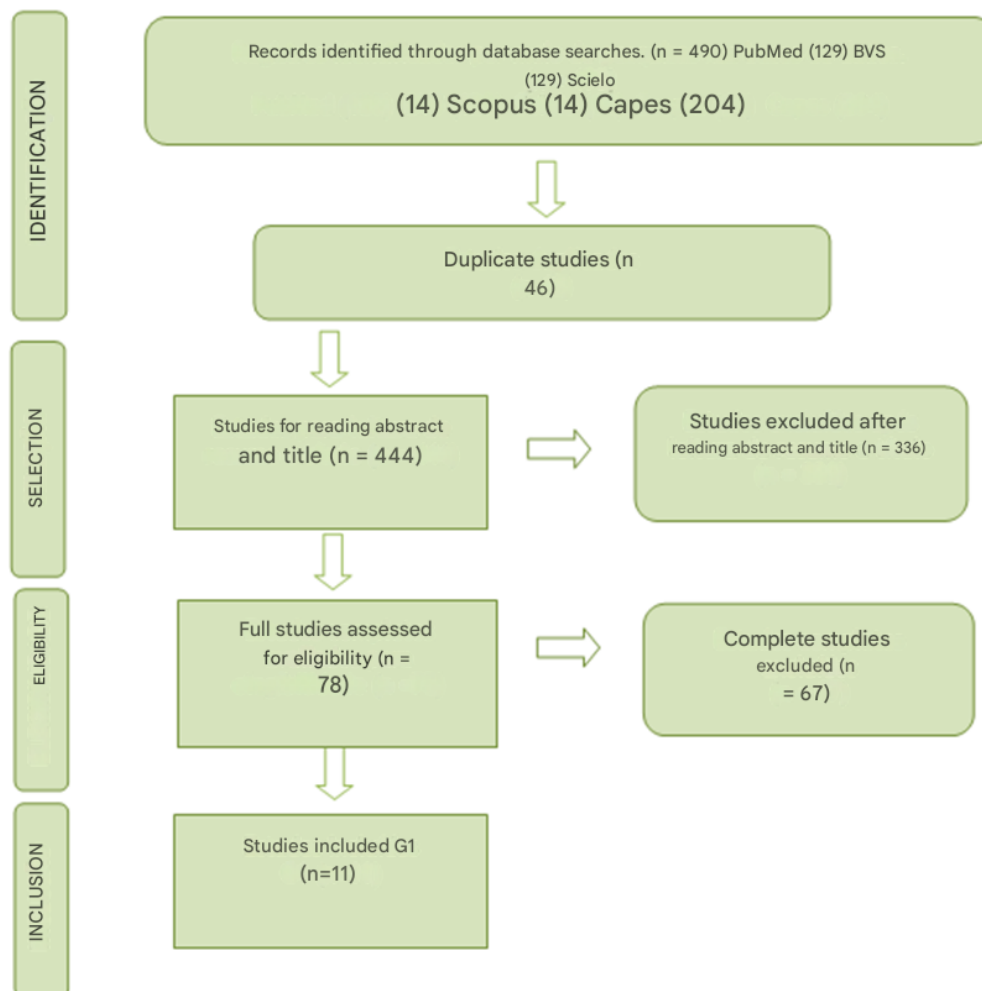 IDENTIFICATION
Records identified through database searches. (n = 490) PubMed (129) BVS
(129) Scielo
(14) Scopus (14) Capes (204)
Duplicate studies (n
46)
SELECTION
Studies for reading abstract
and title (n = 444)
Studies excluded after
reading abstract and title (n = 336)
ELIGIBILITY
Full studies assessed
for eligibility (n =
78)
Complete studies
excluded (n
= 67)
INCLUSION
Studies included G1
(n=11)